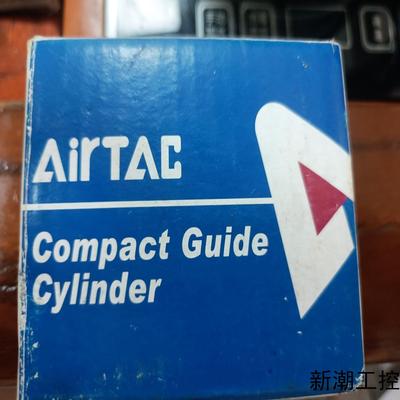 AirTAC
Compact Guide
Cylinder
新潮工控